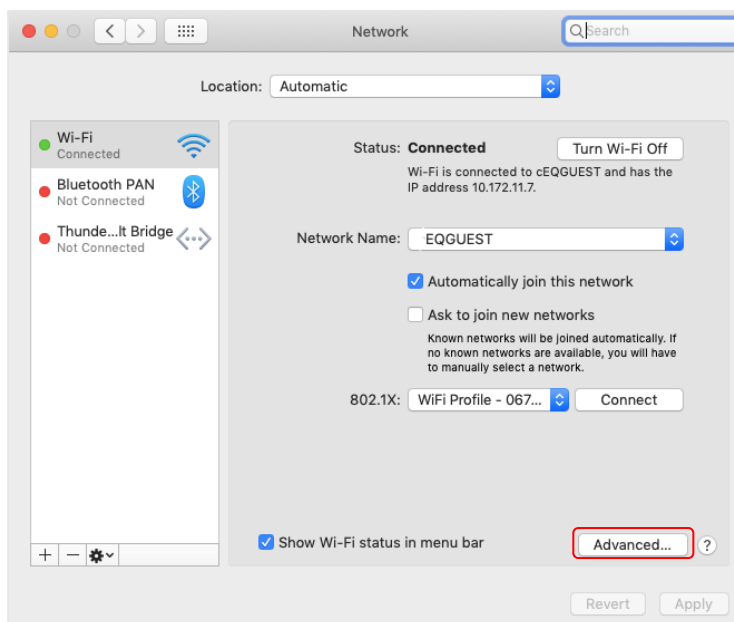 Network
Search
Location: Automatic
Wi-Fi
Connected
Bluetooth PAN
Not Connected
Thunde...lt Bridge
Not Connected
Status: Connected
Turn Wi-Fi Off
Wi-Fi is connected to cEQGUEST and has the
IP address 10.172.11.7.
Network Name: EQGUEST
Automatically join this network
Ask to join new networks
Known networks will be joined automatically. If
no known networks are available, you will have
to manually select a network.
802.1X: WiFi Profile - 067... Connect
Show Wi-Fi status in menu bar
Advanced... ?
Revert Apply